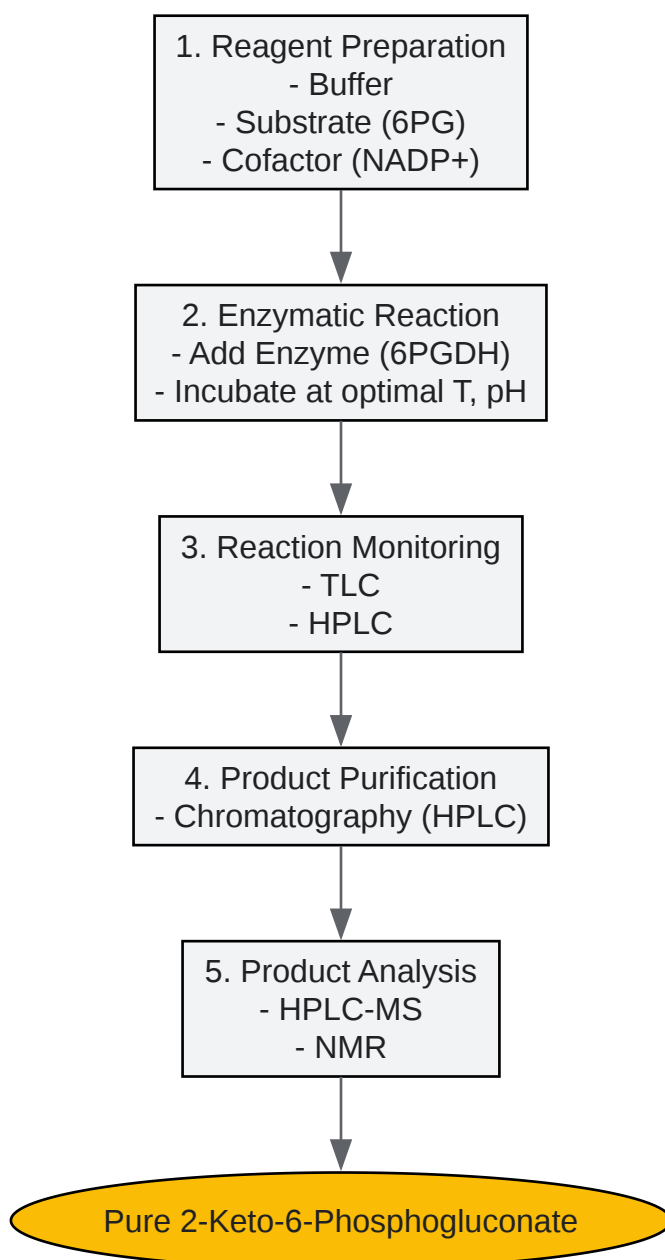 1. Reagent Preparation
- Buffer
- Substrate (6PG)
- Cofactor (NADP+)
2. Enzymatic Reaction
- Add Enzyme (6PGDH)
- Incubate at optimal T, pH
3. Reaction Monitoring
- TLC
- HPLC
4. Product Purification
- Chromatography (HPLC)
5. Product Analysis
- HPLC-MS
- NMR
Pure 2-Keto-6-Phosphogluconate